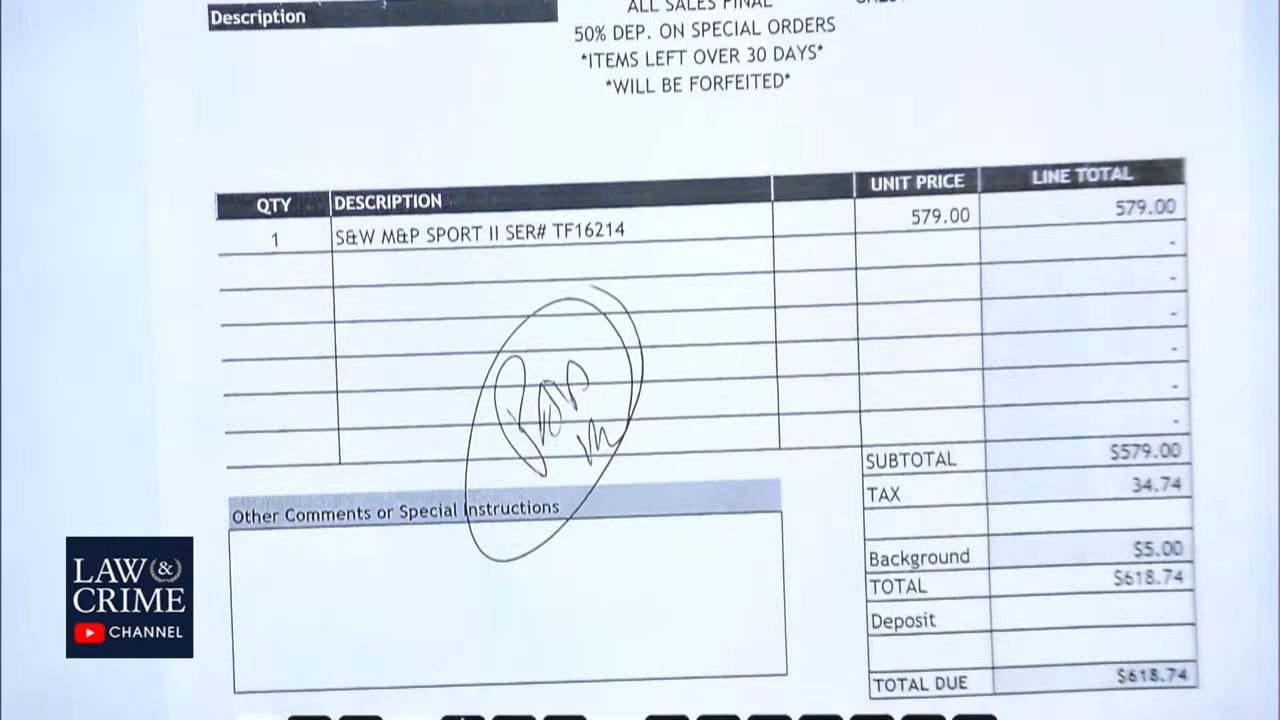 ALL SALES FINAL
Description
50% DEP. ON SPECIAL ORDERS
*ITEMS LEFT OVER 30 DAYS*
*WILL BE FORFEITED*
QTY DESCRIPTION UNIT PRICE LINE TOTAL
1 S&W M&P SPORT II SER# TF16214 579.00 579.00
-
-
-
-
-
-
SUBTOTAL $579.00
TAX 34.74
Background $5.00
TOTAL $618.74
Deposit
TOTAL DUE $618.74
Other Comments or Special Instructions
LAW &
CRIME
CHANNEL